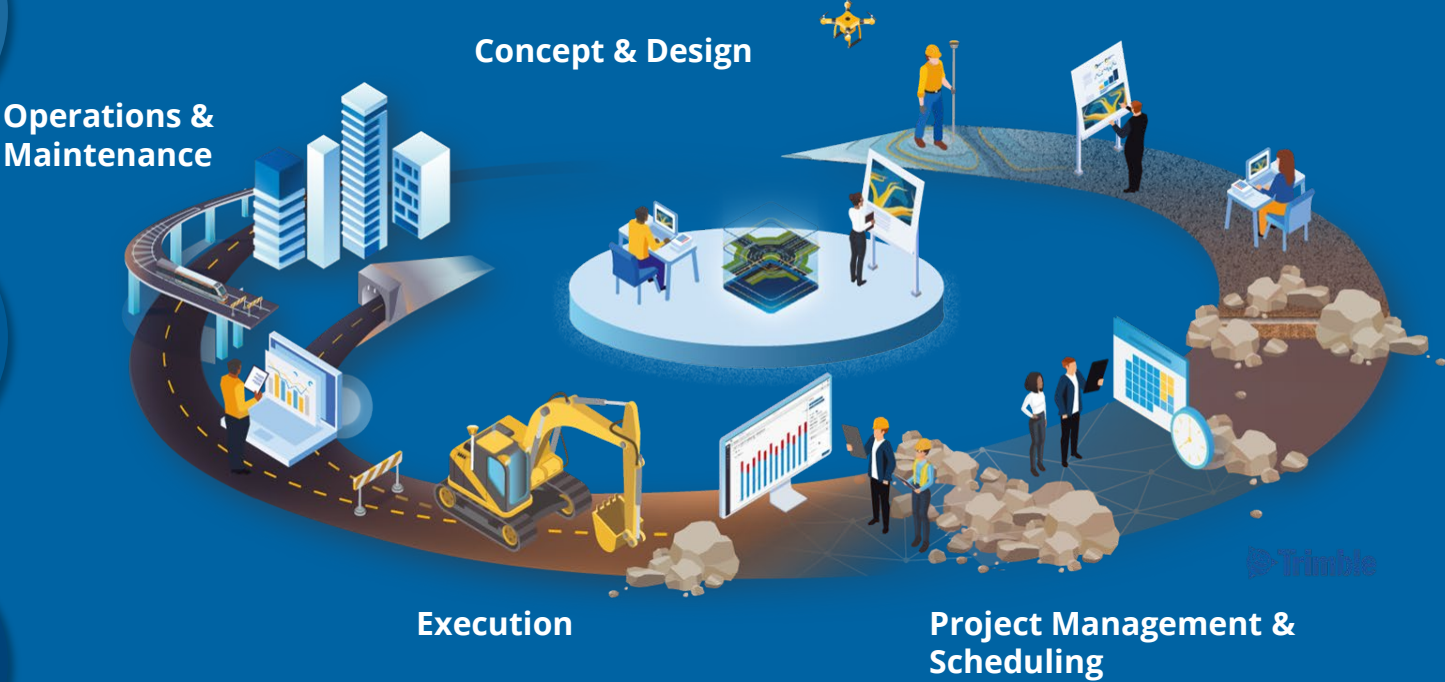 Concept & Design
Operations &
Maintenance
Execution
Project Management &
Scheduling
Trimble